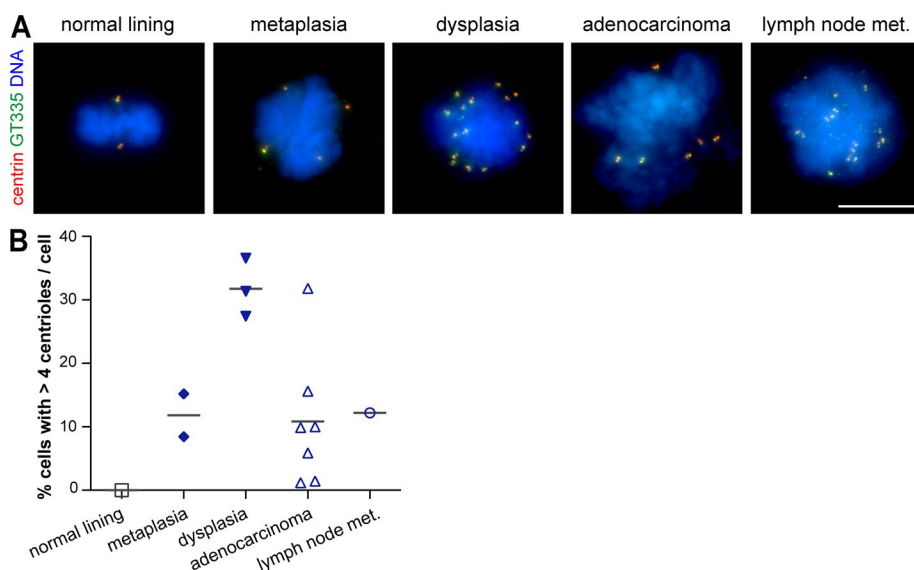 A
normal lining
metaplasia
dysplasia
adenocarcinoma
lymph node met.
centrin GT335 DNA
B
% cells with > 4 centrioles / cell
40
30
20
10
0
normal lining
metaplasia
dysplasia
adenocarcinoma
lymph node met.